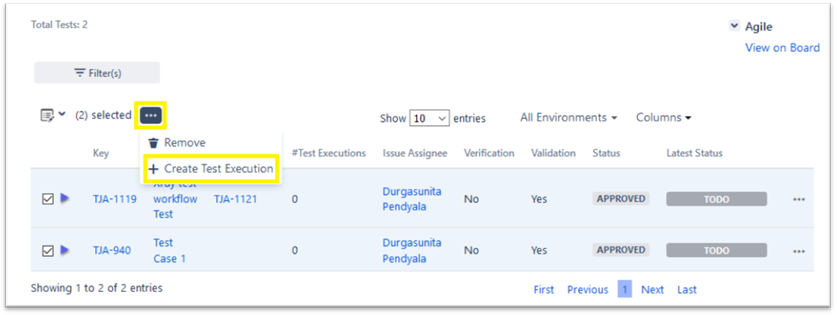 Total Tests: 2
Agile
View on Board
Filter(s)
(2) selected
Show 10 entries
All Environments
Columns
Remove
Create Test Execution
Key
#Test Executions
Issue Assignee
Verification
Validation
Status
Latest Status
TJA-1119
Xray test
workflow
Test
TJA-1121
0
Durgasunita
Pendyala
No
Yes
APPROVED
TODO
TJA-940
Test
Case 1
0
Durgasunita
Pendyala
No
Yes
APPROVED
TODO
Showing 1 to 2 of 2 entries
First Previous 1 Next Last